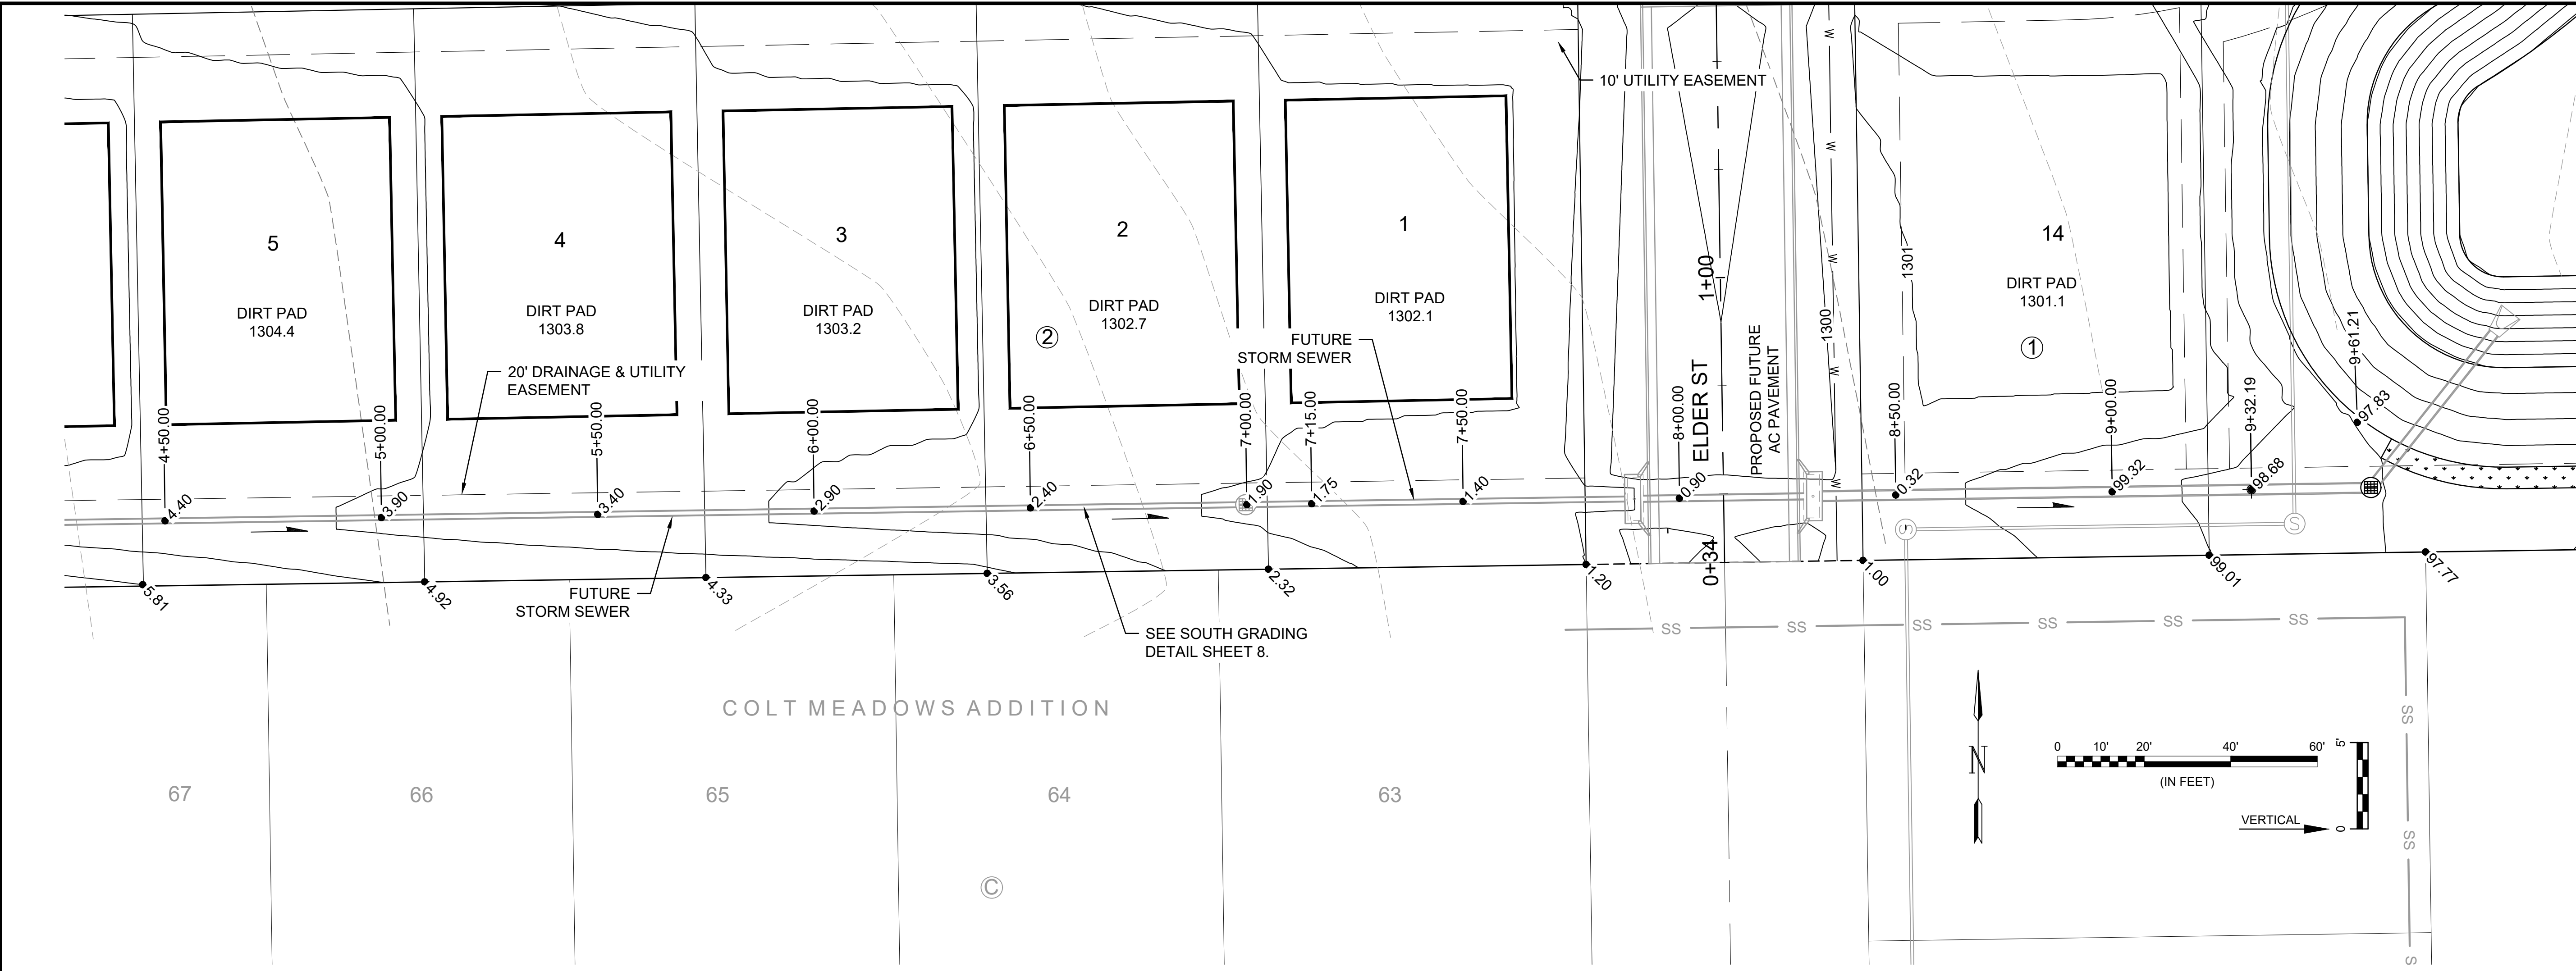 10' UTILITY EASEMENT
5
DIRT PAD
1304.4
4
DIRT PAD
1303.8
3
DIRT PAD
1303.2
2
DIRT PAD
1302.7
2
1
DIRT PAD
1302.1
14
DIRT PAD
1301.1
1
20' DRAINAGE & UTILITY
EASEMENT
FUTURE
STORM SEWER
ELDER ST
1+00
0+34
PROPOSED FUTURE
AC PAVEMENT
1300
1301
W
W
W
W
W
4+50.00
5+00.00
5+50.00
6+00.00
6+50.00
7+00.00
7+15.00
7+50.00
8+00.00
8+50.00
9+00.00
9+32.19
9+61.21
4.40
3.90
3.40
2.90
2.40
1.90
1.75
1.40
0.90
0.32
99.32
98.68
97.83
S
S
5.81
4.92
4.33
3.56
2.32
1.20
1.00
99.01
97.77
FUTURE
STORM SEWER
SEE SOUTH GRADING
DETAIL SHEET 8.
SS
SS
SS
SS
SS
SS
SS
SS
S
COLT MEADOWS ADDITION
67
66
65
64
63
C
N
0 10' 20' 40' 60'
(IN FEET)
VERTICAL
0
5'